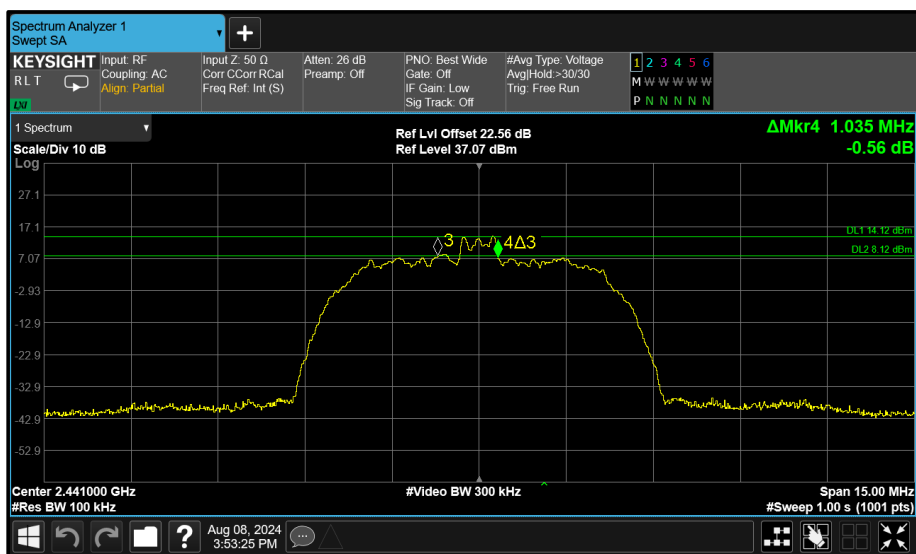 Spectrum Analyzer 1
Swept SA
+
KEYSIGHT
RLT
LXI
Input: RF
Coupling: AC
Align: Partial
Input Z: 50 Ω
Corr CCorr RCal
Freq Ref: Int (S)
Atten: 26 dB
Preamp: Off
PNO: Best Wide
Gate: Off
IF Gain: Low
Sig Track: Off
#Avg Type: Voltage
Avg|Hold:>30/30
Trig: Free Run
1 2 3 4 5 6
M W W W W W
P N N N N N
1 Spectrum
Scale/Div 10 dB
Log
Ref Lvl Offset 22.56 dB
Ref Level 37.07 dBm
ΔMkr4 1.035 MHz
-0.56 dB
27.1
17.1
7.07
-2.93
-12.9
-22.9
-32.9
-42.9
-52.9
3
4Δ3
DL1 14.12 dBm
DL2 8.12 dBm
Center 2.441000 GHz
#Res BW 100 kHz
#Video BW 300 kHz
Span 15.00 MHz
#Sweep 1.00 s (1001 pts)
?
Aug 08, 2024
3:53:25 PM